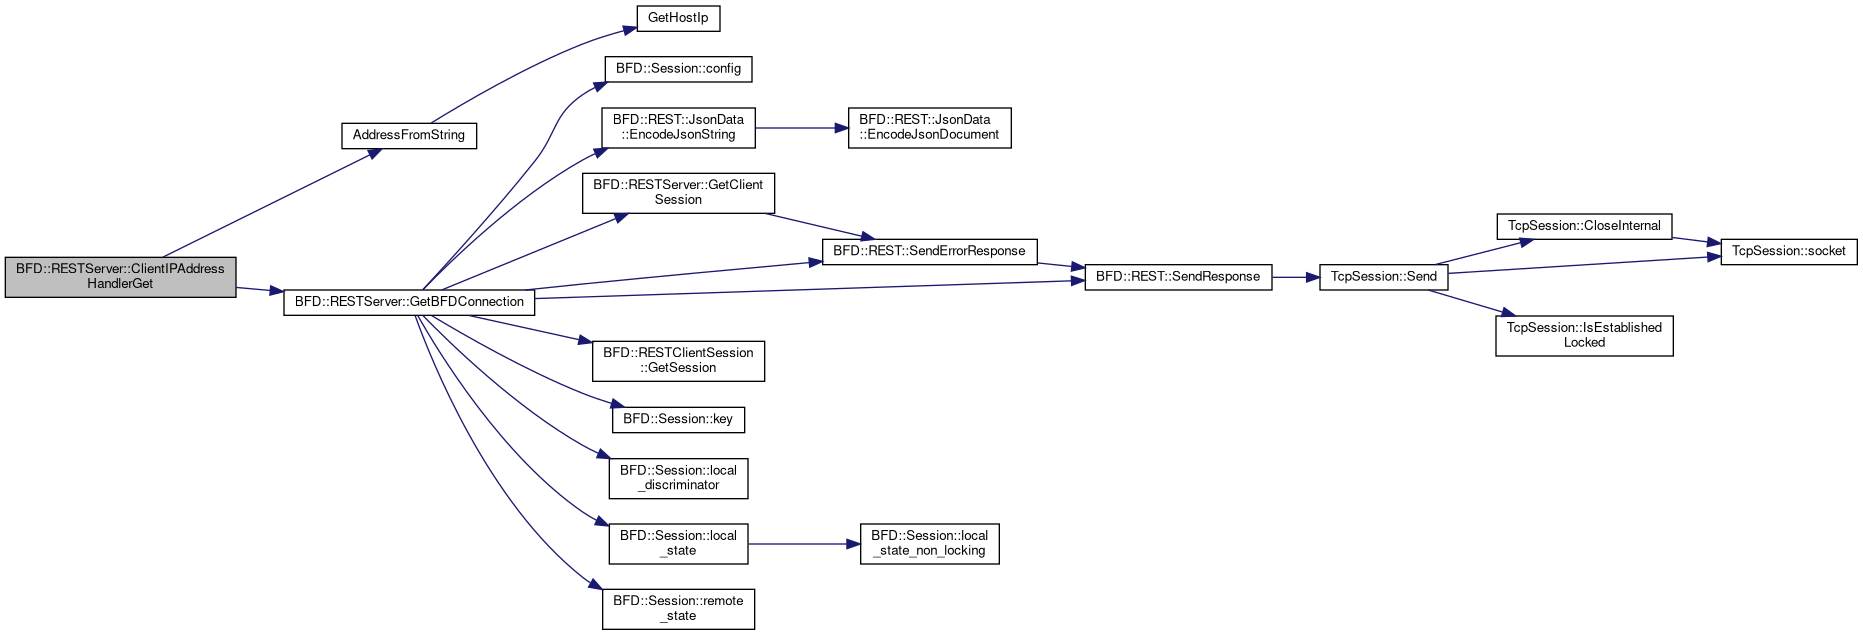 GetHostIp
BFD::Session::config
BFD::REST::JsonData
::EncodeJsonString
BFD::REST::JsonData
::EncodeJsonDocument
AddressFromString
BFD::RESTServer::GetClient
Session
BFD::REST::SendErrorResponse
TcpSession::CloseInternal
TcpSession::socket
BFD::RESTServer::ClientIPAddress
HandlerGet
BFD::REST::SendResponse
TcpSession::Send
BFD::RESTServer::GetBFDConnection
TcpSession::IsEstablished
Locked
BFD::RESTClientSession
::GetSession
BFD::Session::key
BFD::Session::local
_discriminator
BFD::Session::local
_state
BFD::Session::local
_state_non_locking
BFD::Session::remote
_state